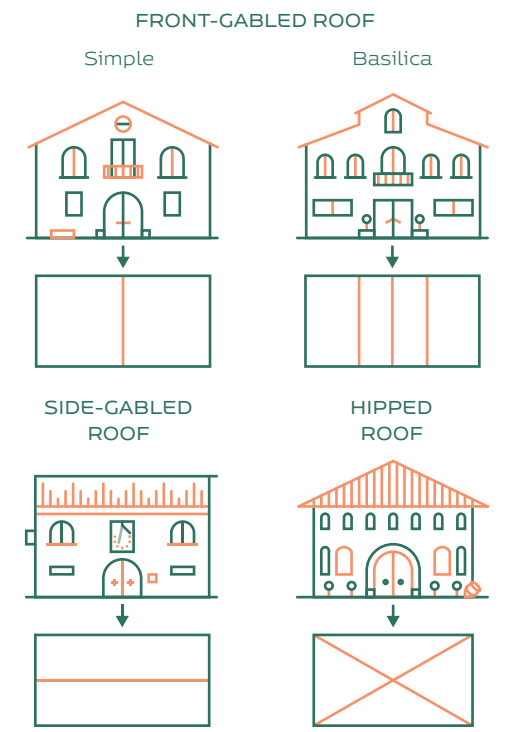 FRONT-GABLED ROOF
Simple
Basilica
SIDE-GABLED
ROOF
HIPPED
ROOF